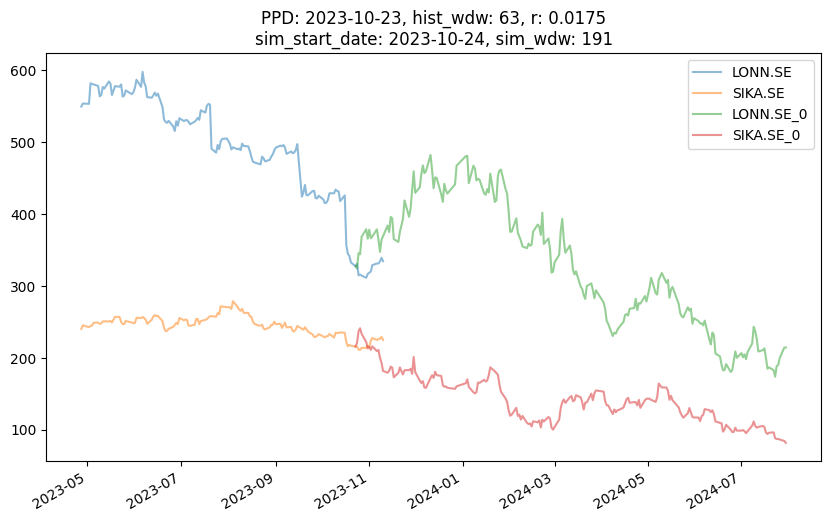 PPD: 2023-10-23, hist_wdw: 63, r: 0.0175
sim_start_date: 2023-10-24, sim_wdw: 191
600
500
400
300
200
100
LONN.SE
SIKA.SE
LONN.SE_0
SIKA.SE_0
2023-05
2023-07
2023-09
2023-11
2024-01
2024-03
2024-05
2024-07